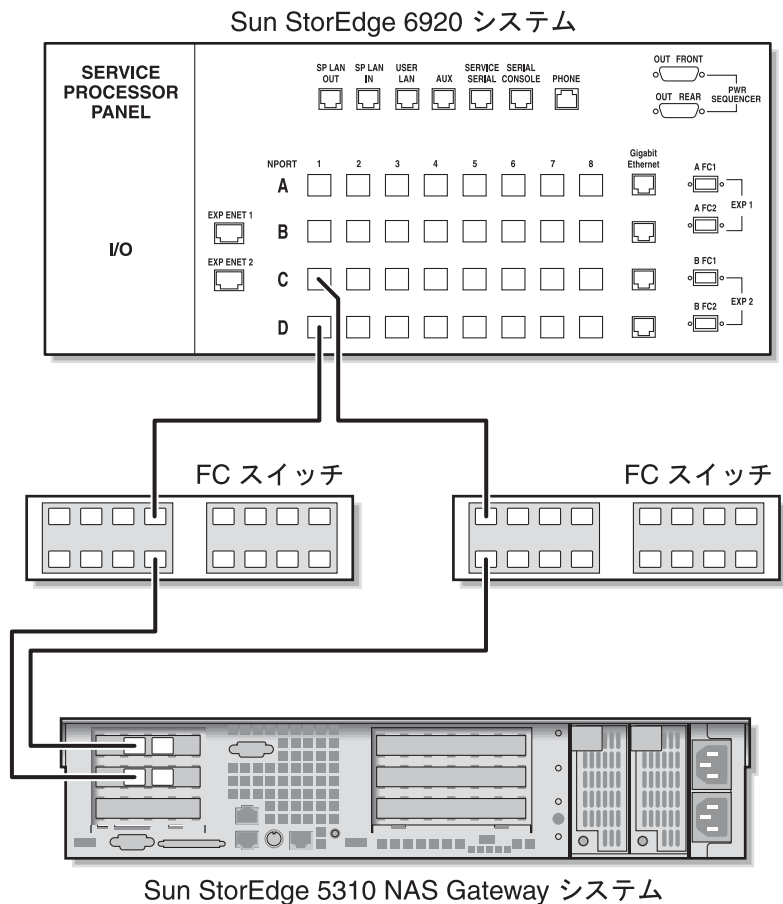 Sun StorEdge 6920 システム
SERVICE
PROCESSOR
PANEL
I/O
SP LAN
OUT
SP LAN
IN
USER
LAN
AUX
SERVICE
SERIAL
SERIAL
CONSOLE
PHONE
OUT FRONT
OUT REAR
PWR
SEQUENCER
NPORT 1 2 3 4 5 6 7 8
Gigabit
Ethernet
A
B
C
D
EXP ENET 1
EXP ENET 2
A FC1
A FC2
EXP 1
B FC1
B FC2
EXP 2
FC スイッチ
FC スイッチ
Sun StorEdge 5310 NAS Gateway システム